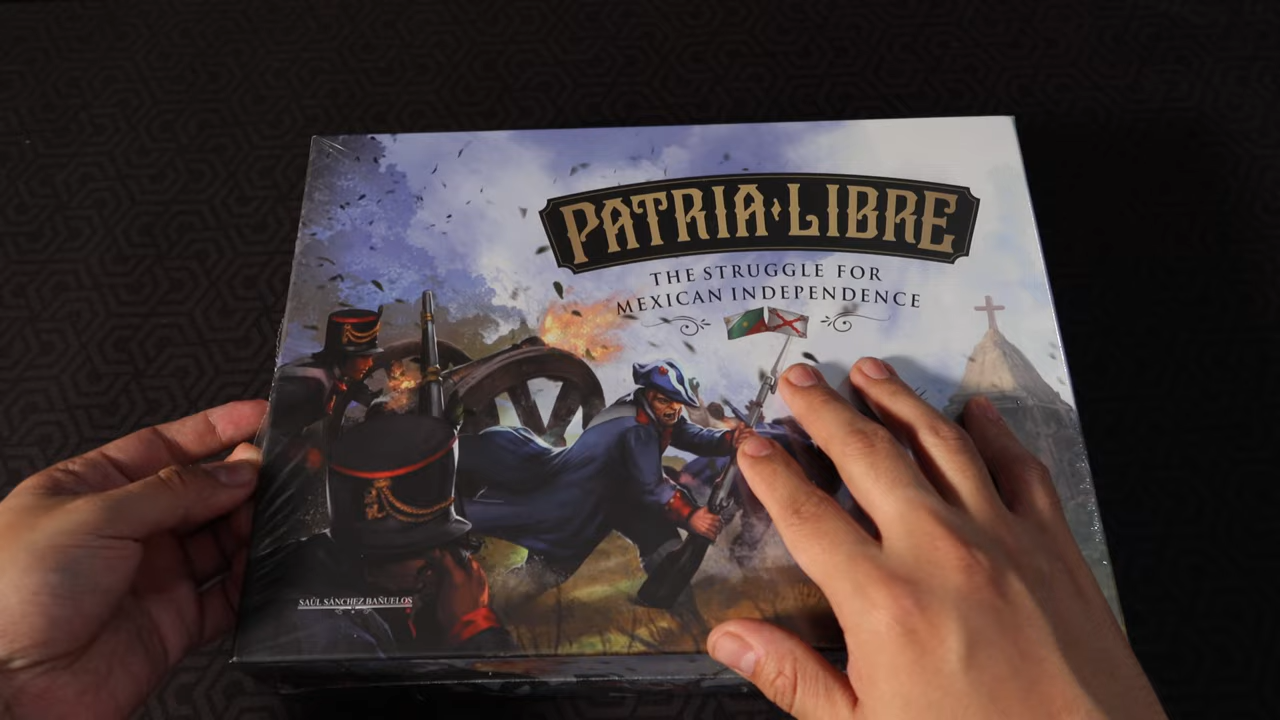 PATRIA LIBRE
THE STRUGGLE FOR
MEXICAN INDEPENDENCE
SAÚL SÁNCHEZ BAÑUELOS